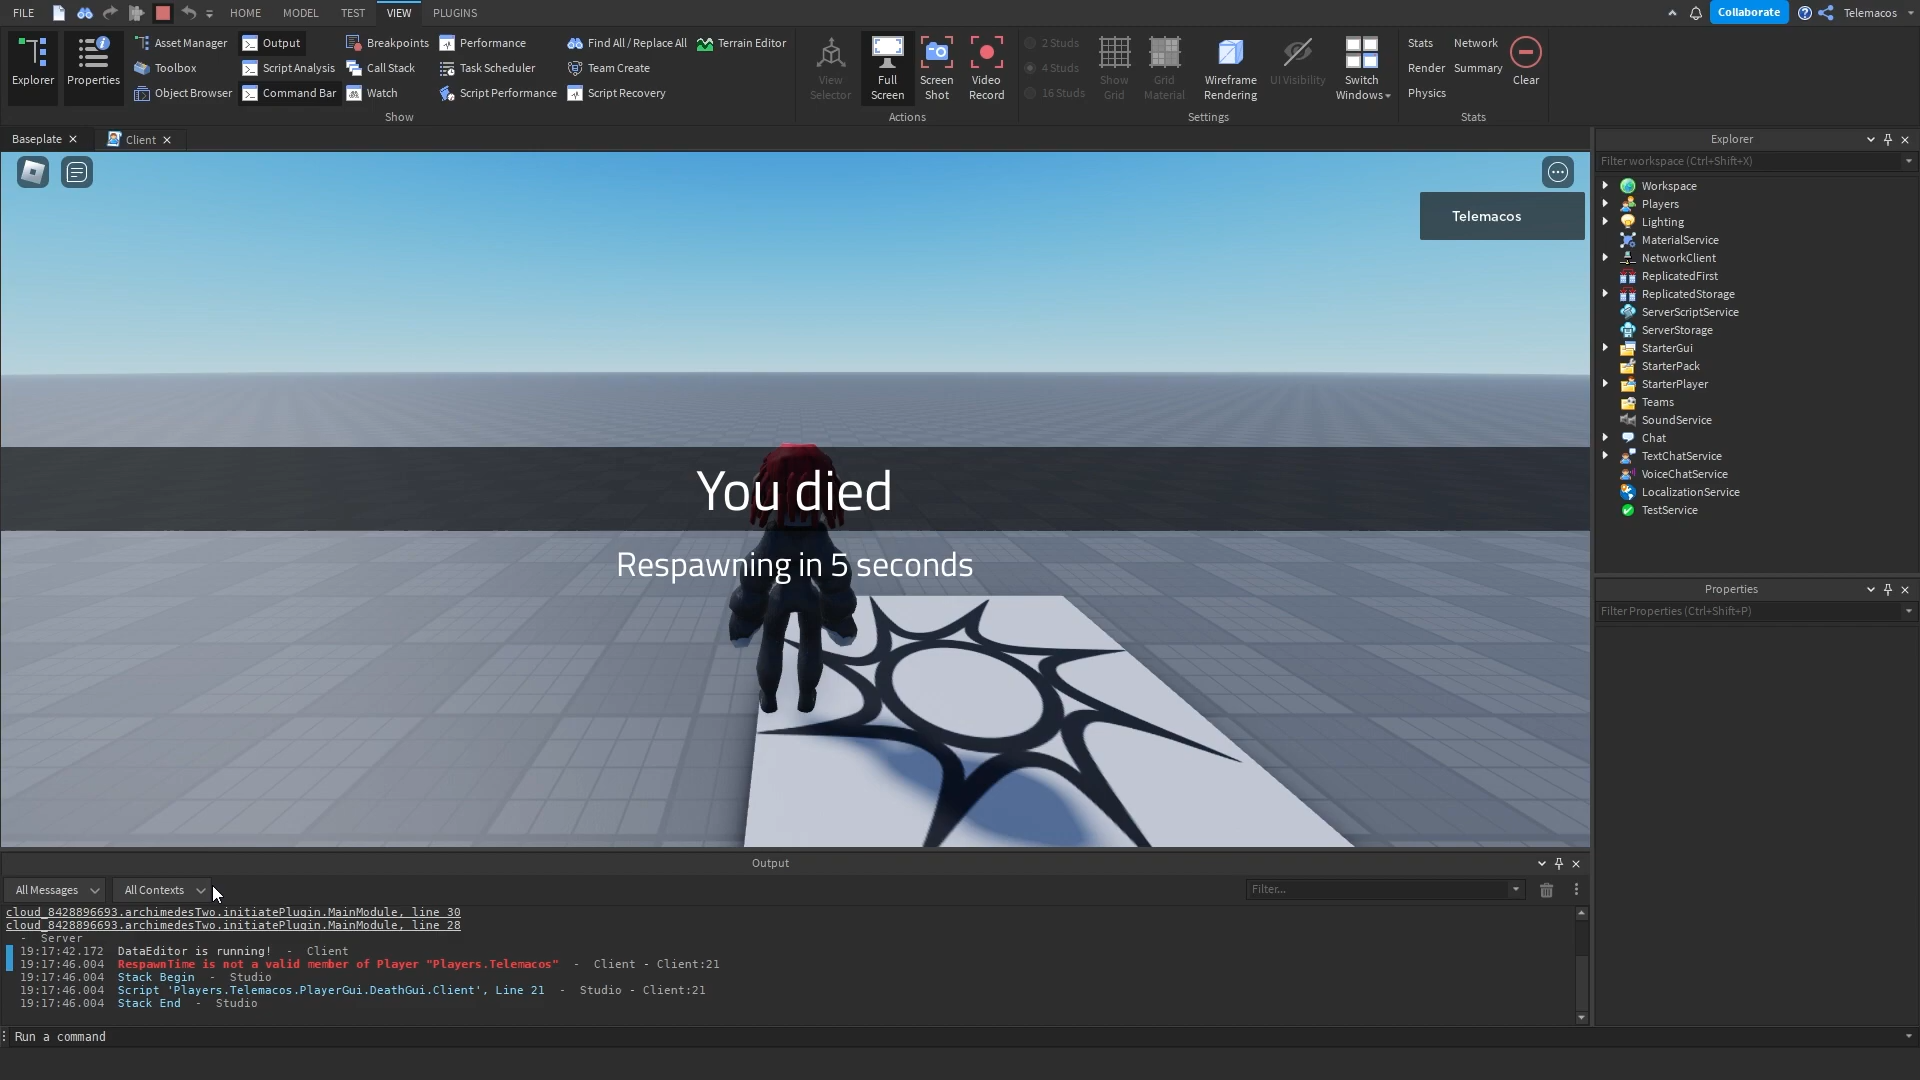 FILE HOME MODEL TEST VIEW PLUGINS Collaborate Telemacos
Explorer
Properties
Asset Manager
Toolbox
Object Browser
Output
Script Analysis
Command Bar
Breakpoints
Call Stack
Watch
Performance
Task Scheduler
Script Performance
Find All / Replace All
Team Create
Script Recovery
Terrain Editor
Show
View
Selector
Full
Screen
Screen
Shot
Video
Record
Actions
2 Studs
4 Studs
16 Studs
Show
Grid
Grid
Material
Wireframe
Rendering
UI Visibility
Switch
Windows
Settings
Stats
Render
Physics
Network
Summary
Clear
Stats
Baseplate
Client
Telemacos
You died
Respawning in 5 seconds
Explorer
Filter workspace (Ctrl+Shift+X)
Workspace
Players
Lighting
MaterialService
NetworkClient
ReplicatedFirst
ReplicatedStorage
ServerScriptService
ServerStorage
StarterGui
StarterPack
StarterPlayer
Teams
SoundService
Chat
TextChatService
VoiceChatService
LocalizationService
TestService
Properties
Filter Properties (Ctrl+Shift+P)
Output
All Messages
All Contexts
Filter...
cloud_8428896693.archimedesTwo.initiatePlugin.MainModule, line 30
cloud_8428896693.archimedesTwo.initiatePlugin.MainModule, line 28
- Server
19:17:42.172 DataEditor is running! - Client
19:17:46.004 RespawnTime is not a valid member of Player "Players.Telemacos" - Client - Client:21
19:17:46.004 Stack Begin - Studio
19:17:46.004 Script 'Players.Telemacos.PlayerGui.DeathGui.Client', Line 21 - Studio - Client:21
19:17:46.004 Stack End - Studio
Run a command